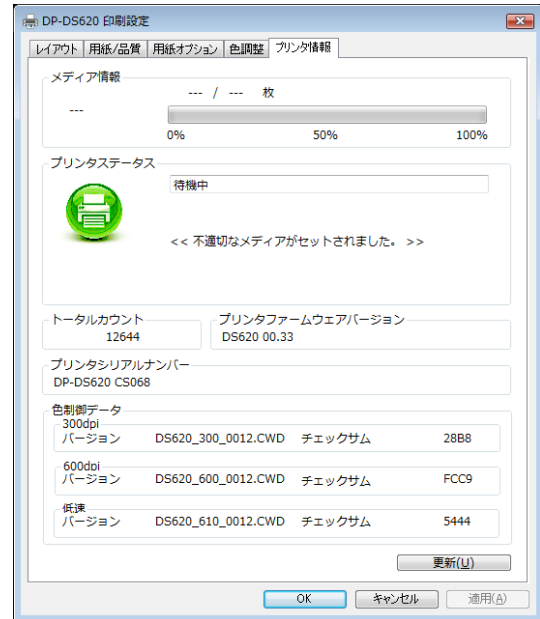 DP-DS620 印刷設定
レイアウト 用紙/品質 用紙オプション 色調整 プリンタ情報
メディア情報
--- / --- 枚
---
0% 50% 100%
プリンタステータス
待機中
<< 不適切なメディアがセットされました。 >>
トータルカウント
12644
プリンタファームウェアバージョン
DS620 00.33
プリンタシリアルナンバー
DP-DS620 CS068
色制御データ
300dpi
バージョン DS620_300_0012.CWD チェックサム 28B8
600dpi
バージョン DS620_600_0012.CWD チェックサム FCC9
低速
バージョン DS620_610_0012.CWD チェックサム 5444
更新(U)
OK キャンセル 適用(A)